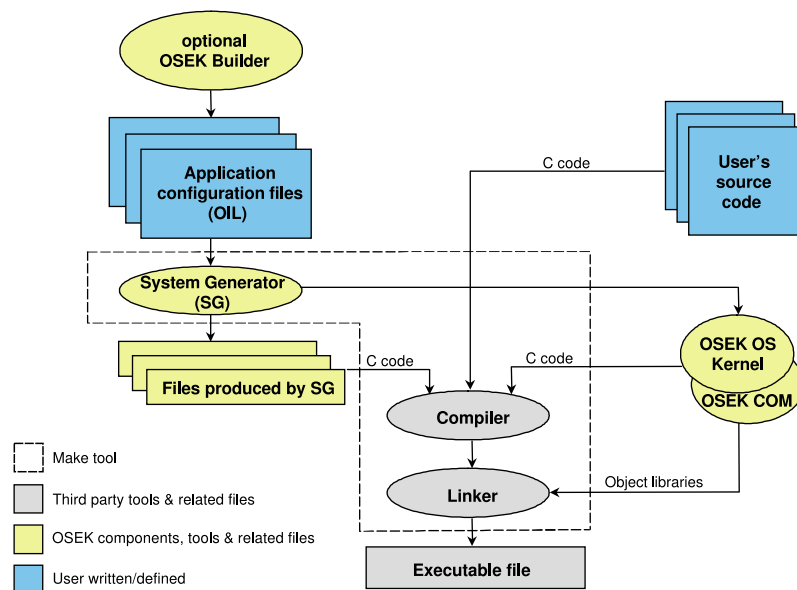 optional
OSEK Builder
Application
configuration files
(OIL)
C code
User's
source
code
System Generator
(SG)
OSEK OS
Kernel
OSEK COM
C code
C code
Files produced by SG
Compiler
Linker
Object libraries
Executable file
Make tool
Third party tools & related files
OSEK components, tools & related files
User written/defined